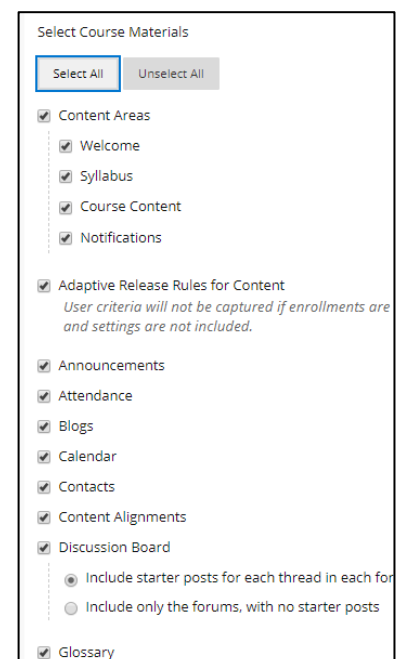 Select Course Materials
Select All Unselect All
Content Areas
Welcome
Syllabus
Course Content
Notifications
Adaptive Release Rules for Content
User criteria will not be captured if enrollments are
and settings are not included.
Announcements
Attendance
Blogs
Calendar
Contacts
Content Alignments
Discussion Board
Include starter posts for each thread in each for
Include only the forums, with no starter posts
Glossary